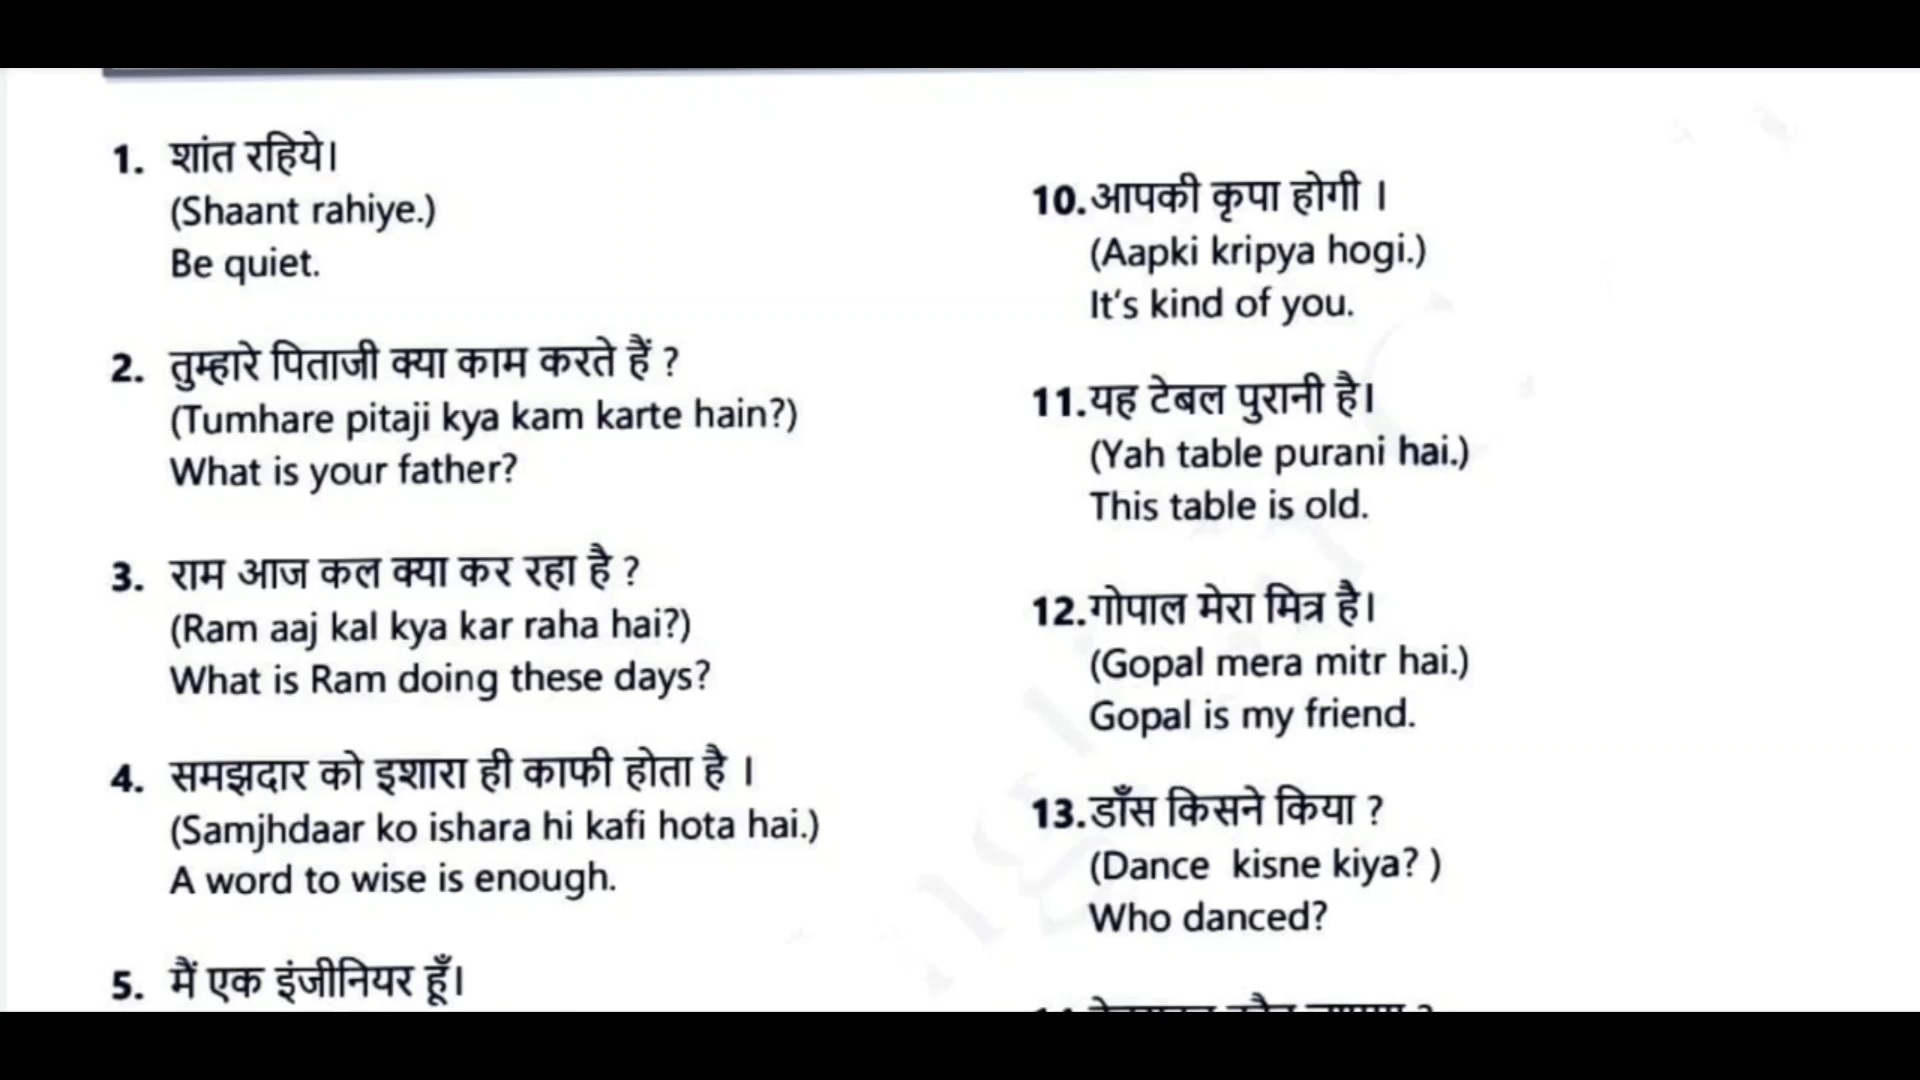 1. शांत रहिये।
(Shaant rahiye.)
Be quiet.
2. तुम्हारे पिताजी क्या काम करते हैं ?
(Tumhare pitaji kya kam karte hain?)
What is your father?
3. राम आज कल क्या कर रहा है ?
(Ram aaj kal kya kar raha hai?)
What is Ram doing these days?
4. समझदार को इशारा ही काफी होता है ।
(Samjhdaar ko ishara hi kafi hota hai.)
A word to wise is enough.
5. मैं एक इंजीनियर हूँ।
10. आपकी कृपा होगी ।
(Aapki kripya hogi.)
It's kind of you.
11. यह टेबल पुरानी है।
(Yah table purani hai.)
This table is old.
12. गोपाल मेरा मित्र है।
(Gopal mera mitr hai.)
Gopal is my friend.
13. डाँस किसने किया ?
(Dance kisne kiya? )
Who danced?